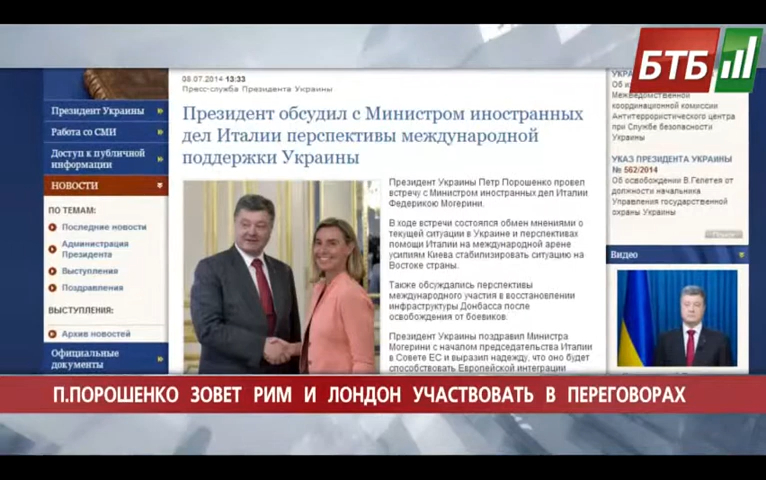 БТБ
08.07.2014 13:33
Пресс-служба Президента Украины
Президент обсудил с Министром иностранных
дел Италии перспективы международной
поддержки Украины
Президент Украины
Работа со СМИ
Доступ к публичной
информации
НОВОСТИ
ПО ТЕМАМ:
Последние новости
Администрация
Президента
Выступления
Поздравления
ВЫСТУПЛЕНИЯ:
Архив новостей
Официальные
документы
Президент Украины Петр Порошенко провел
встречу с Министром иностранных дел Италии
Федерикою Могерини.
В ходе встречи состоялся обмен мнениями о
текущей ситуации в Украине и перспективах
помощи Италии на международной арене
усилиям Киева стабилизировать ситуацию на
Востоке страны.
Также обсуждались перспективы
международного участия в восстановлении
инфраструктуры Донбасса после
освобождения от боевиков.
Президент Украины поздравил Министра
Могерини с началом председательства Италии
в Совете ЕС и выразил надежду, что оно будет
способствовать Европейской интеграции
Межведомственной
координационной комиссии
Антитеррористического центра
при Службе безопасности
Украины
УКАЗ ПРЕЗИДЕНТА УКРАИНЫ
№ 562/2014
Об освобождении В.Гелетея от
должности начальника
Управления государственной
охраны Украины
Поиск
Видео
П.ПОРОШЕНКО ЗОВЕТ РИМ И ЛОНДОН УЧАСТВОВАТЬ В ПЕРЕГОВОРАХ